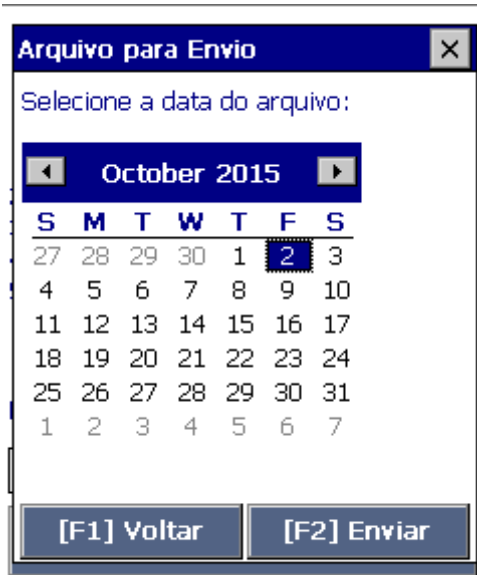 Arquivo para Envio
Selecione a data do arquivo:
October 2015
S M T W T F S
27 28 29 30 1 2 3
4 5 6 7 8 9 10
11 12 13 14 15 16 17
18 19 20 21 22 23 24
25 26 27 28 29 30 31
1 2 3 4 5 6 7
[F1] Voltar [F2] Enviar